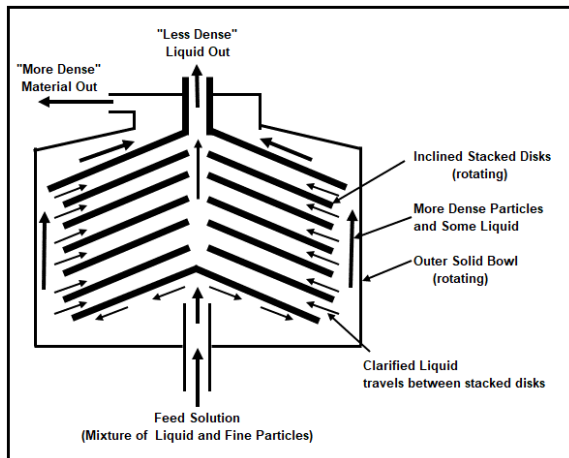 "Less Dense"
Liquid Out
"More Dense"
Material Out
Inclined Stacked Disks
(rotating)
More Dense Particles
and Some Liquid
Outer Solid Bowl
(rotating)
Clarified Liquid
travels between stacked disks
Feed Solution
(Mixture of Liquid and Fine Particles)